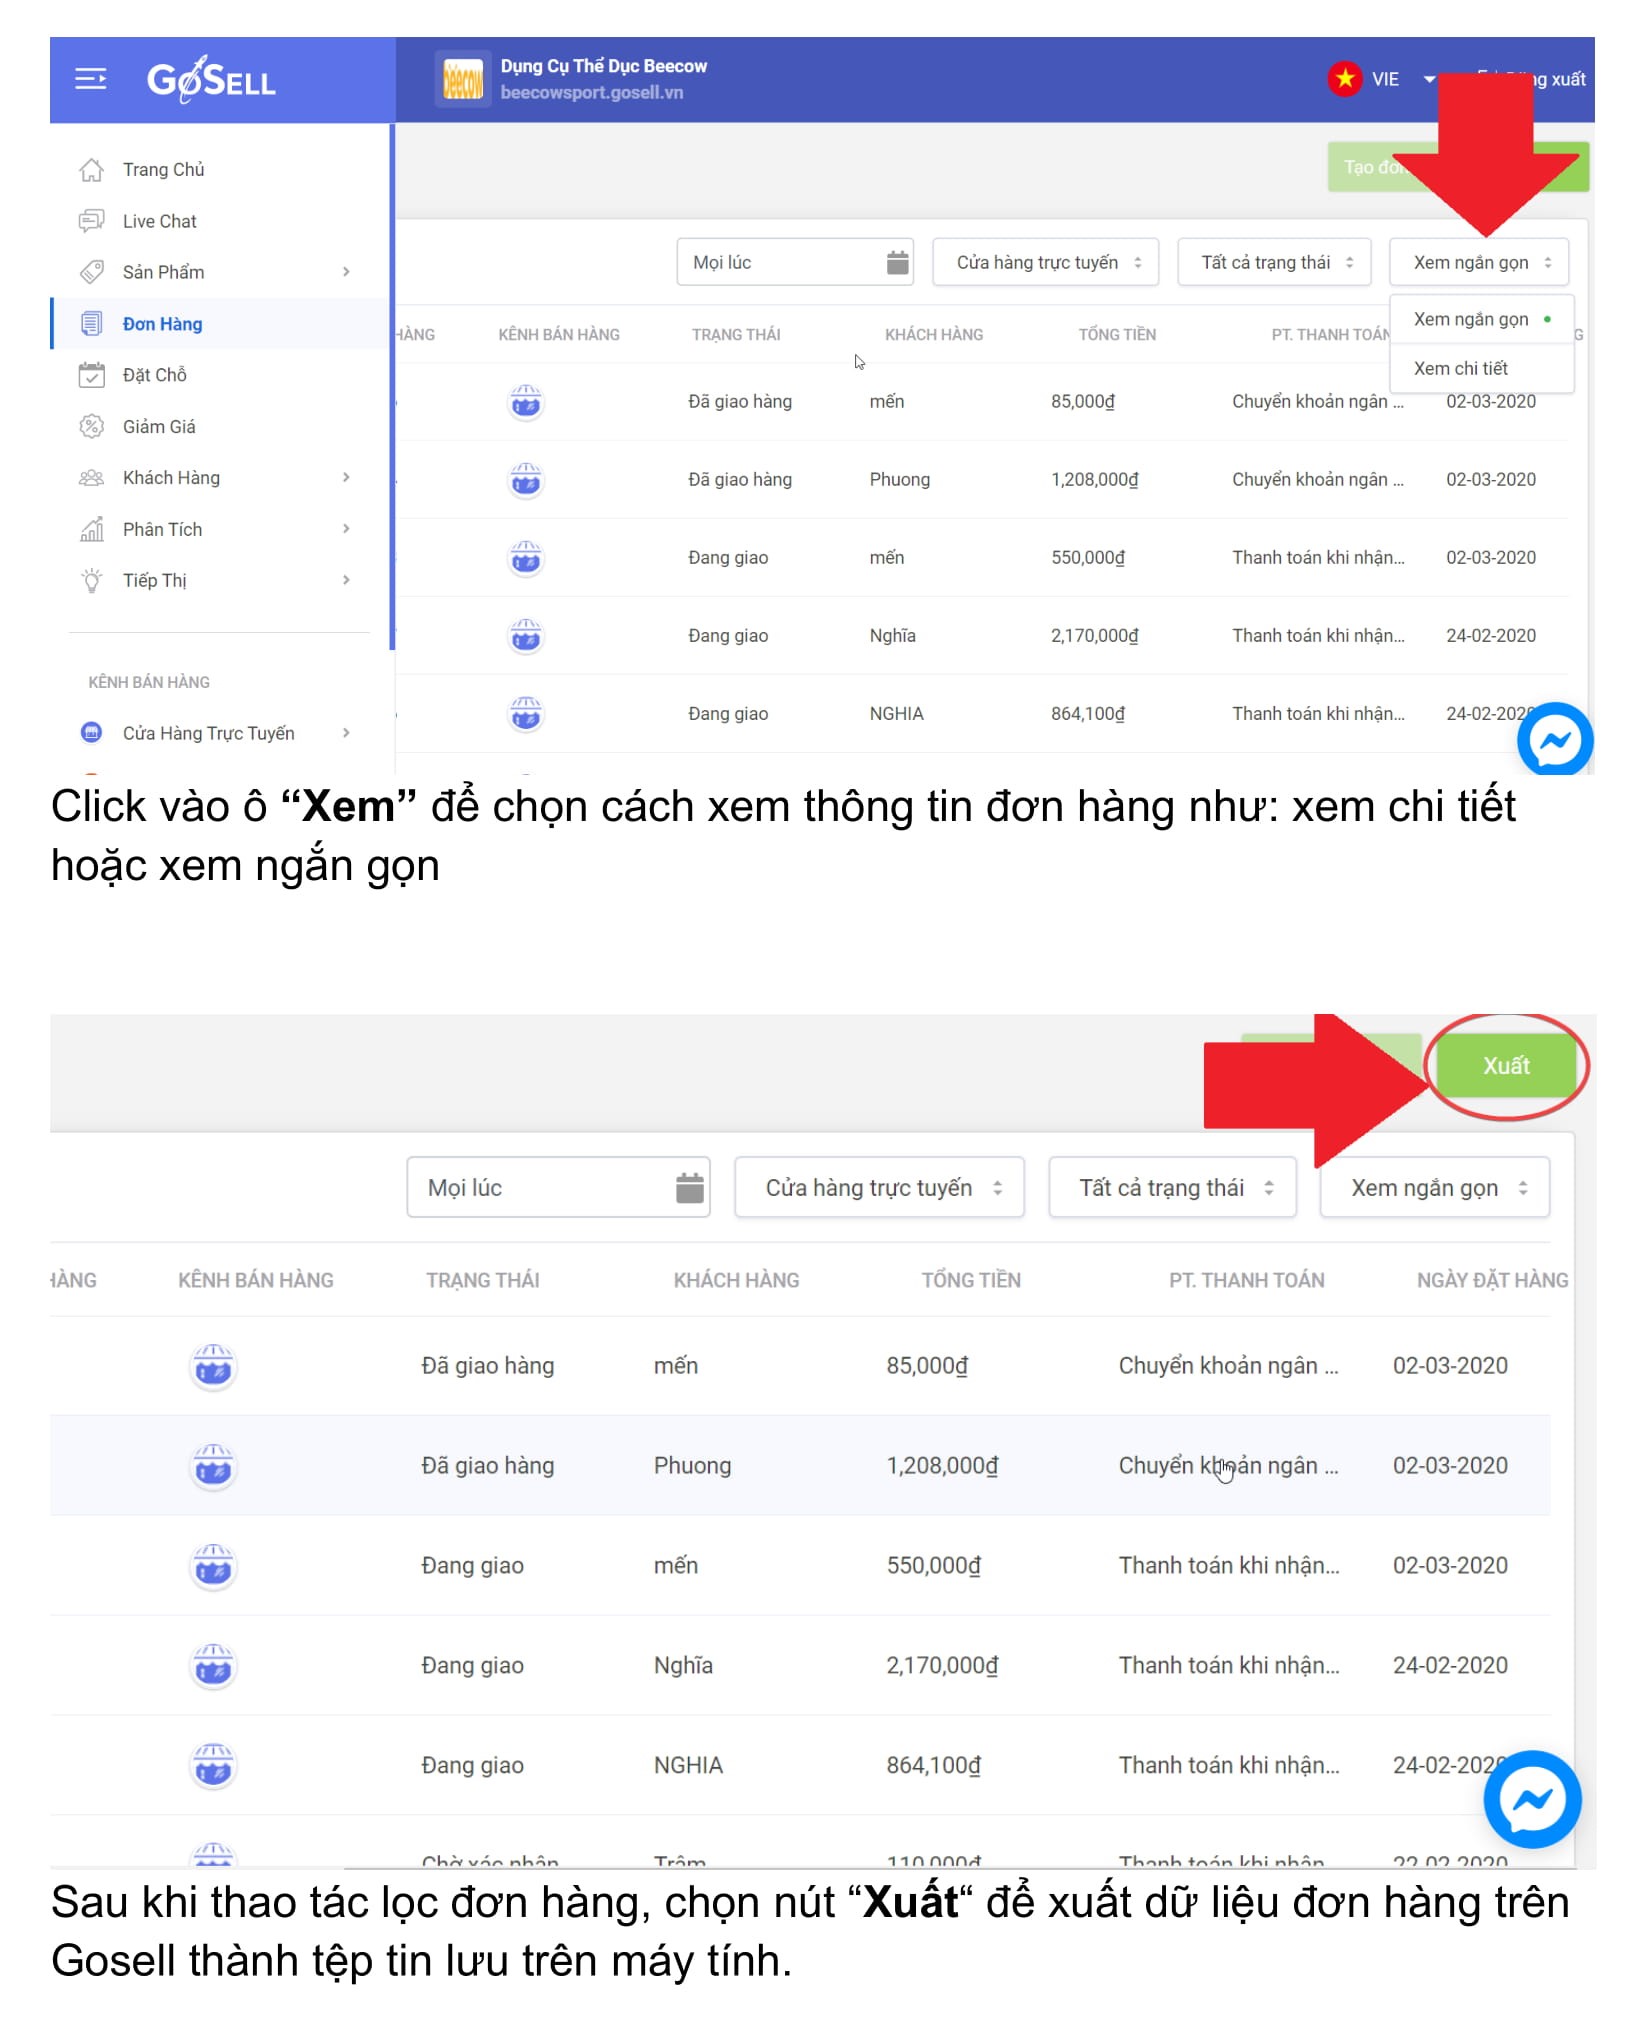 GoSELL
Dụng Cụ Thể Dục Beecow
beecow
beecowsport.gosell.vn
VIE
xuất
Trang Chủ
Tạo
Live Chat
Sản Phẩm
Mọi lúc
Cửa hàng trực tuyến
Tất cả trạng thái
Xem ngắn gọn
Đơn Hàng
Xem ngắn gọn
Xem chi tiết
HÀNG KÊNH BÁN HÀNG TRẠNG THÁI KHÁCH HÀNG TỔNG TIỀN PT. THANH TOÁN G
Đặt Chỗ
Đã giao hàng mến 85,000₫ Chuyển khoản ngân ... 02-03-2020
Giảm Giá
Khách Hàng
Đã giao hàng Phuong 1,208,000₫ Chuyển khoản ngân ... 02-03-2020
Phân Tích
Đang giao mến 550,000₫ Thanh toán khi nhận... 02-03-2020
Tiếp Thị
Đang giao Nghĩa 2,170,000₫ Thanh toán khi nhận... 24-02-2020
KÊNH BÁN HÀNG
Đang giao NGHIA 864,100₫ Thanh toán khi nhận... 24-02-202
Cửa Hàng Trực Tuyến
Click vào ô “Xem” để chọn cách xem thông tin đơn hàng như: xem chi tiết
hoặc xem ngắn gọn
Xuất
Mọi lúc
Cửa hàng trực tuyến
Tất cả trạng thái
Xem ngắn gọn
HÀNG KÊNH BÁN HÀNG TRẠNG THÁI KHÁCH HÀNG TỔNG TIỀN PT. THANH TOÁN NGÀY ĐẶT HÀNG
Đã giao hàng mến 85,000₫ Chuyển khoản ngân ... 02-03-2020
Đã giao hàng Phuong 1,208,000₫ Chuyển khoản ngân ... 02-03-2020
Đang giao mến 550,000₫ Thanh toán khi nhận... 02-03-2020
Đang giao Nghĩa 2,170,000₫ Thanh toán khi nhận... 24-02-2020
Đang giao NGHIA 864,100₫ Thanh toán khi nhận... 24-02-202
Chờ xác nhận Trâm 110,000₫ Thanh toán khi nhận 22-02-2020
Sau khi thao tác lọc đơn hàng, chọn nút “Xuất“ để xuất dữ liệu đơn hàng trên
Gosell thành tệp tin lưu trên máy tính.